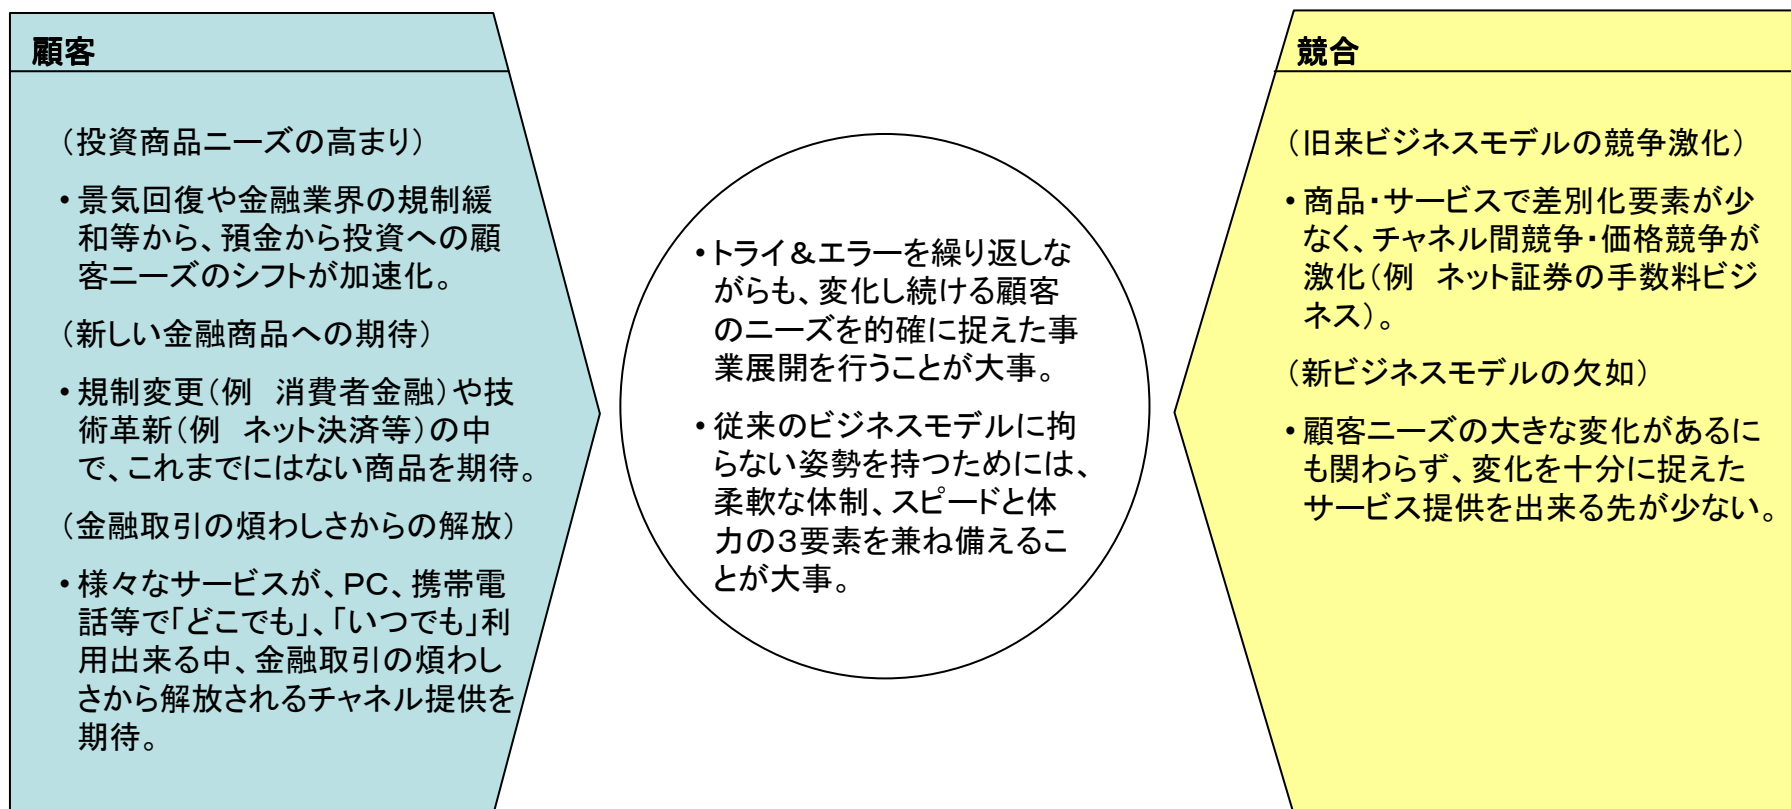 顧客
（投資商品ニーズの高まり）
・景気回復や金融業界の規制緩
和等から、預金から投資への顧
客ニーズのシフトが加速化。
（新しい金融商品への期待）
・規制変更（例　消費者金融）や技
術革新（例　ネット決済等）の中
で、これまでにはない商品を期待。
（金融取引の煩わしさからの解放）
・様々なサービスが、PC、携帯電
話等で「どこでも」、「いつでも」利
用出来る中、金融取引の煩わし
さから解放されるチャネル提供を
期待。
・トライ＆エラーを繰り返しな
がらも、変化し続ける顧客
のニーズを的確に捉えた事
業展開を行うことが大事。
・従来のビジネスモデルに拘
らない姿勢を持つためには、
柔軟な体制、スピードと体
力の３要素を兼ね備えるこ
とが大事。
競合
（旧来ビジネスモデルの競争激化）
・商品・サービスで差別化要素が少
なく、チャネル間競争・価格競争が
激化（例　ネット証券の手数料ビジ
ネス）。
（新ビジネスモデルの欠如）
・顧客ニーズの大きな変化があるに
も関わらず、変化を十分に捉えた
サービス提供を出来る先が少ない。